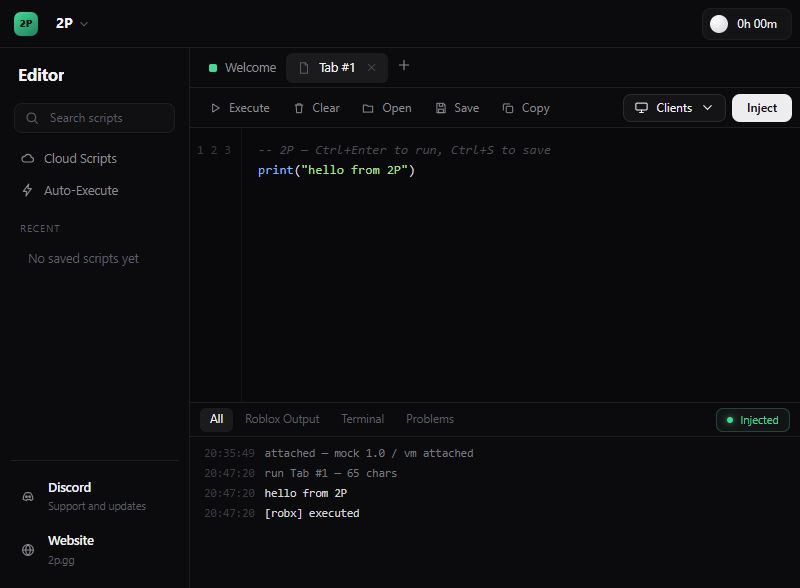 2P 2P 0h 00m
Editor
Search scripts
Cloud Scripts
Auto-Execute
RECENT
No saved scripts yet
Discord
Support and updates
Website
2p.gg
Welcome Tab #1
Execute Clear Open Save Copy Clients Inject
1 2 3
-- 2P — Ctrl+Enter to run, Ctrl+S to save
print("hello from 2P")
All Roblox Output Terminal Problems Injected
20:35:49 attached — mock 1.0 / vm attached
20:47:20 run Tab #1 — 65 chars
20:47:20 hello from 2P
20:47:20 [robx] executed